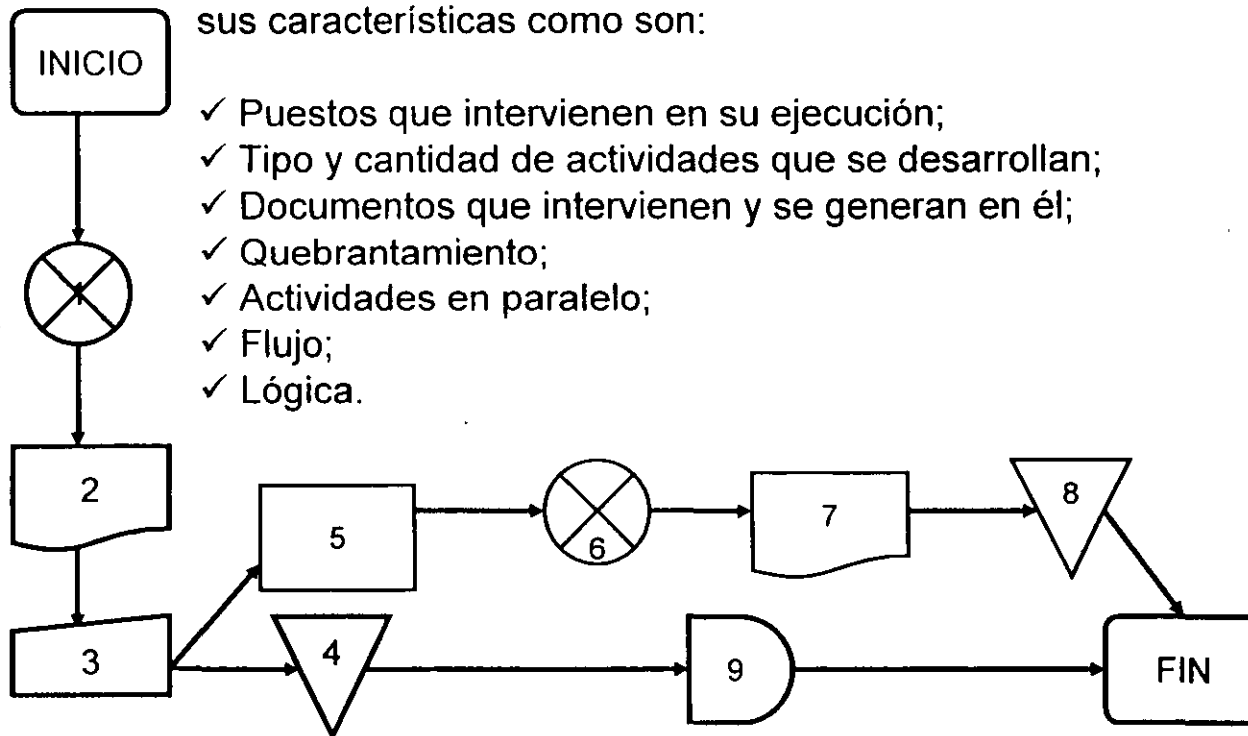 sus características como son:
INICIO
✓ Puestos que intervienen en su ejecución;
✓ Tipo y cantidad de actividades que se desarrollan;
✓ Documentos que intervienen y se generan en él;
✓ Quebrantamiento;
1
✓ Actividades en paralelo;
✓ Flujo;
✓ Lógica.
2
5
6
7
8
3
4
9
FIN